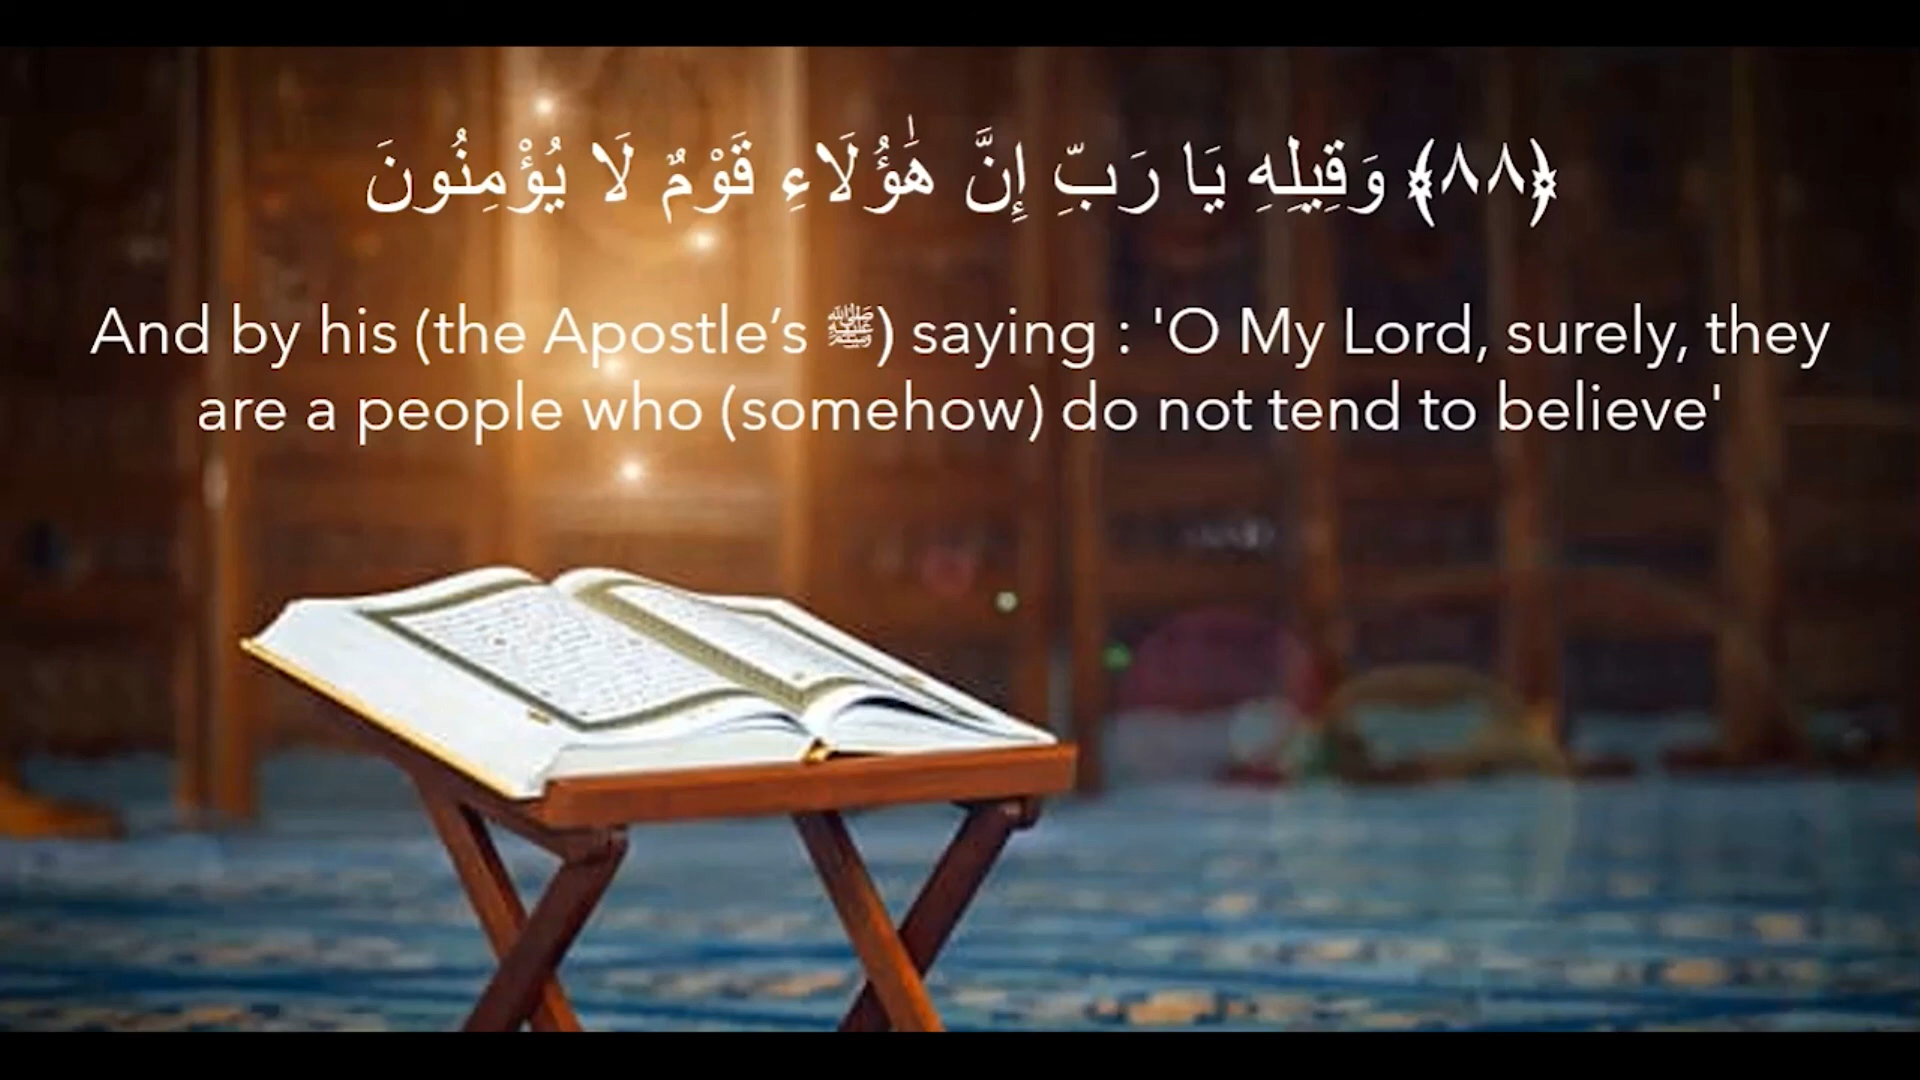 ﴿٨٨﴾ وَقِيلِهِ يَا رَبِّ إِنَّ هَٰؤُلَاءِ قَوْمٌ لَا يُؤْمِنُونَ
And by his (the Apostle’s ﷺ) saying : 'O My Lord, surely, they
are a people who (somehow) do not tend to believe'